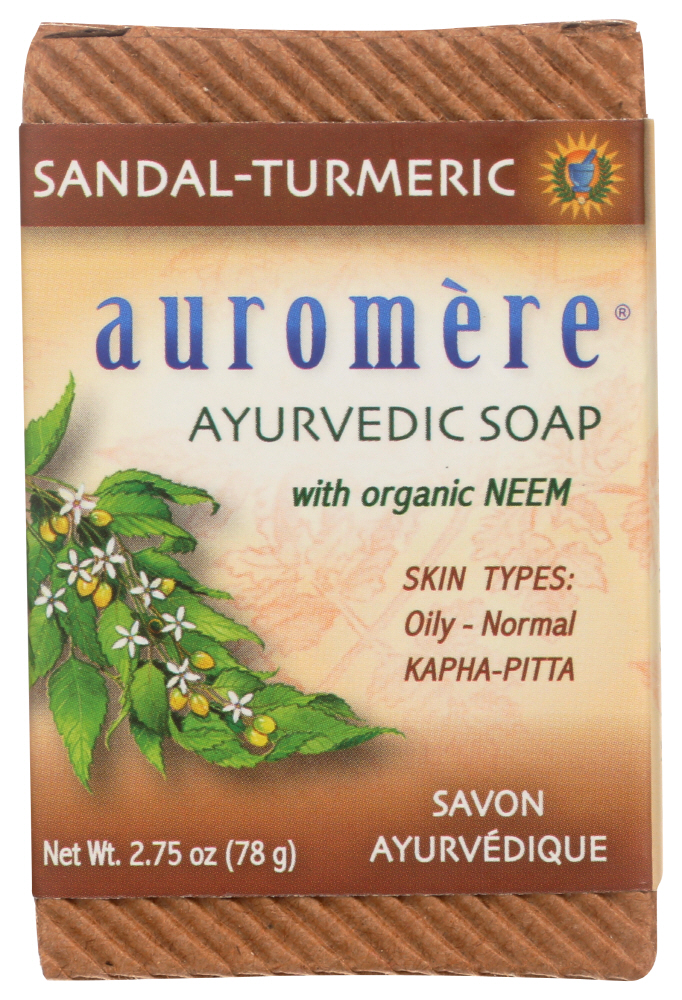 SANDAL-TURMERIC
auromère®
AYURVEDIC SOAP
with organic NEEM
SKIN TYPES:
Oily - Normal
KAPHA-PITTA
SAVON
AYURVÉDIQUE
Net Wt. 2.75 oz (78 g)